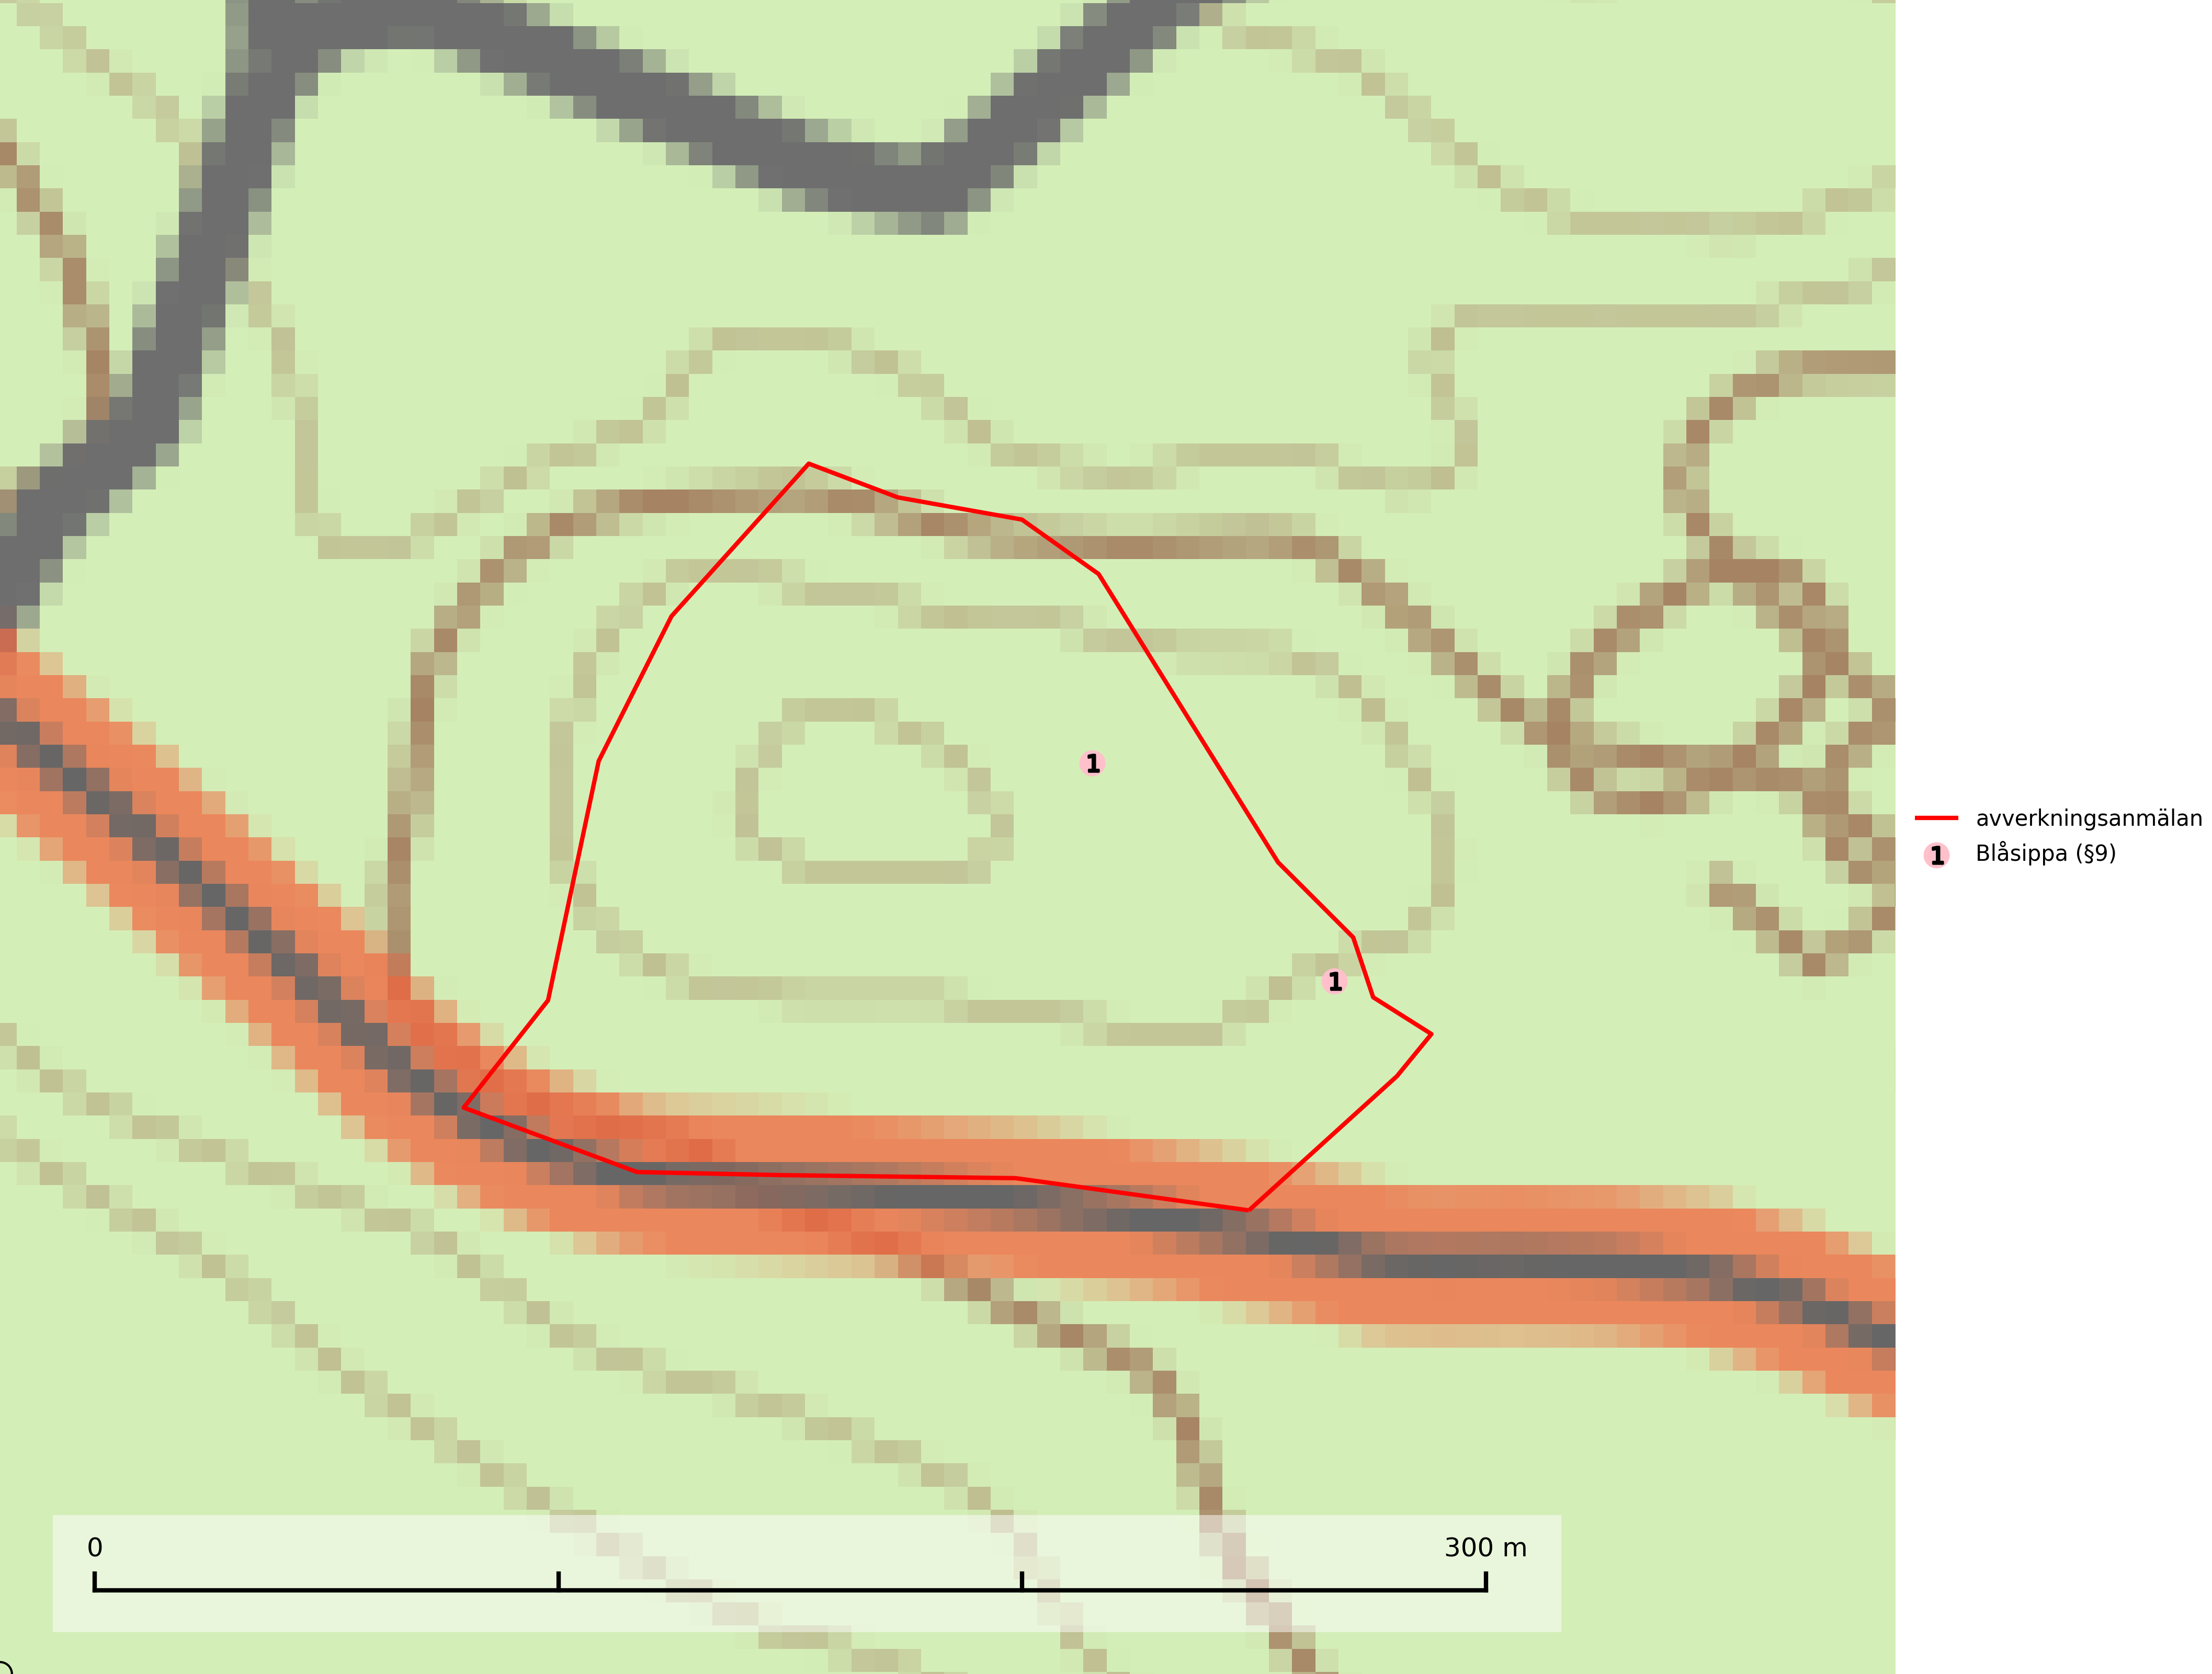 1
1
avverkningsanmälan
1 Blåsippa (§9)
0 300 m